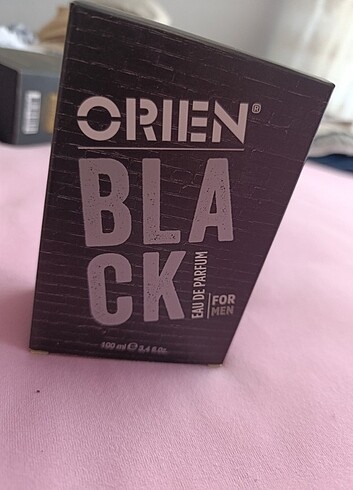 ORIEN®
BLA
CK
EAU DE PARFUM
FOR
MEN
100 ml ℮ 3,4 fl.Oz.